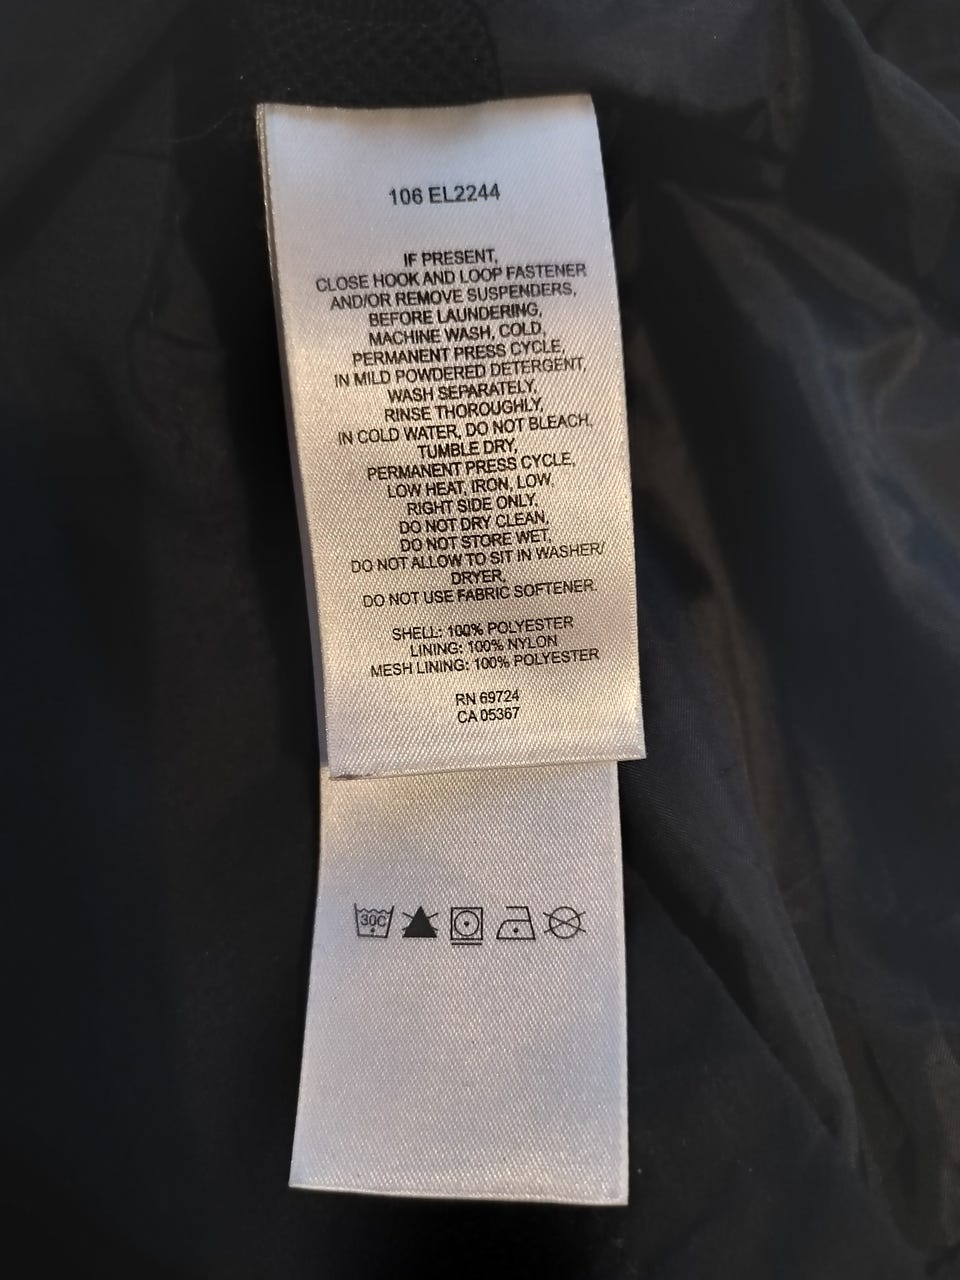 106 EL2244
IF PRESENT,
CLOSE HOOK AND LOOP FASTENER
AND/OR REMOVE SUSPENDERS,
BEFORE LAUNDERING,
MACHINE WASH, COLD,
PERMANENT PRESS CYCLE,
IN MILD POWDERED DETERGENT,
WASH SEPARATELY,
RINSE THOROUGHLY,
IN COLD WATER, DO NOT BLEACH,
TUMBLE DRY,
PERMANENT PRESS CYCLE,
LOW HEAT, IRON, LOW,
RIGHT SIDE ONLY,
DO NOT DRY CLEAN,
DO NOT STORE WET,
DO NOT ALLOW TO SIT IN WASHER/
DRYER,
DO NOT USE FABRIC SOFTENER.
SHELL: 100% POLYESTER
LINING: 100% NYLON
MESH LINING: 100% POLYESTER
RN 69724
CA 05367
30C